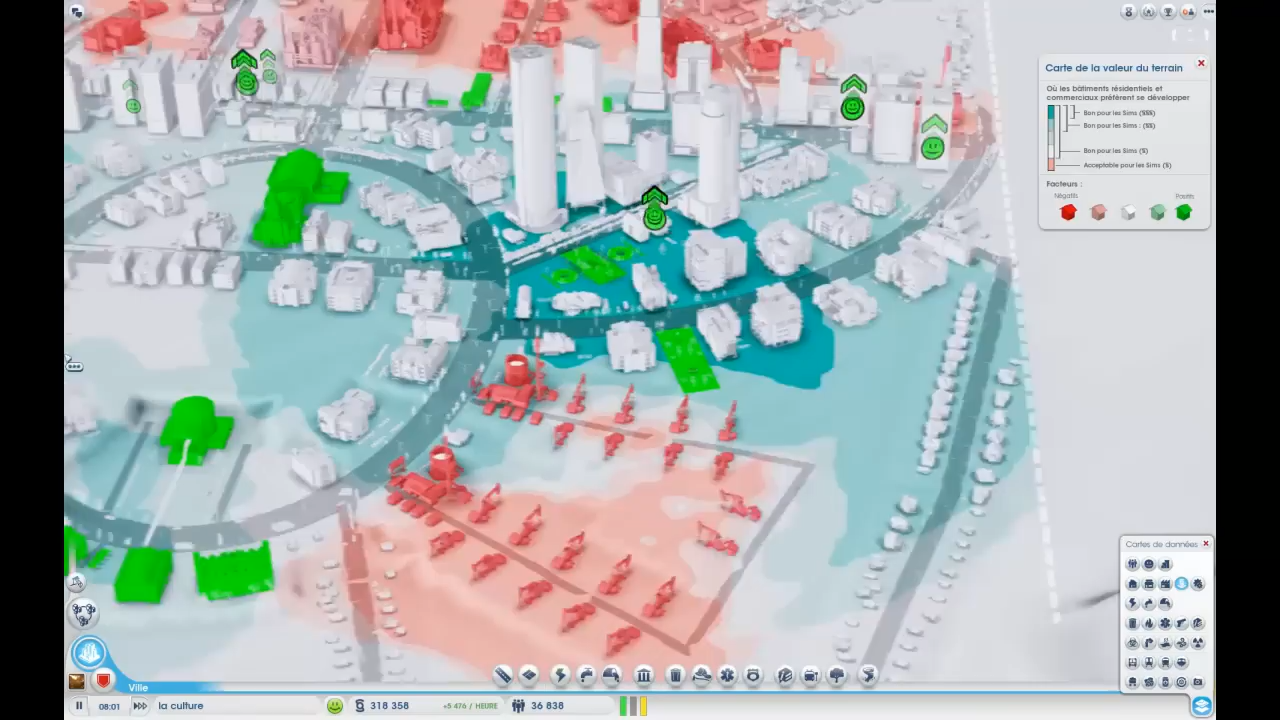 Carte de la valeur du terrain
Où les bâtiments résidentiels et
commerciaux préfèrent se développer
Bon pour les Sims (§§§)
Bon pour les Sims : (§§)
Bon pour les Sims (§)
Acceptable pour les Sims (§)
Facteurs :
Négatifs
Positifs
Cartes de données
Ville
08:01
la culture
318 358
+5 476 / HEURE
36 838